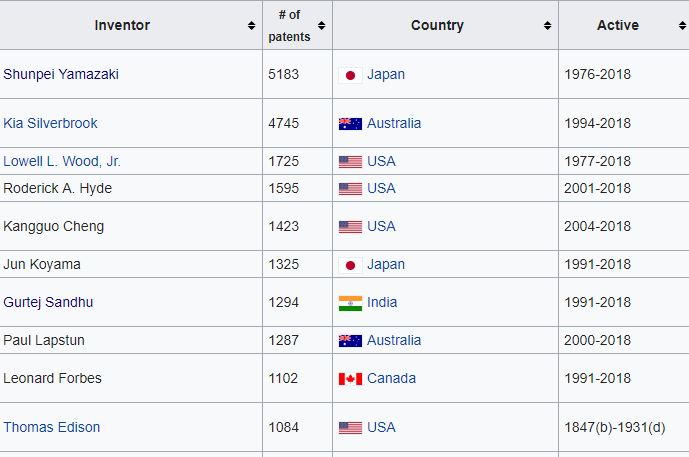 Inventor # of patents Country Active
Shunpei Yamazaki 5183 Japan 1976-2018
Kia Silverbrook 4745 Australia 1994-2018
Lowell L. Wood, Jr. 1725 USA 1977-2018
Roderick A. Hyde 1595 USA 2001-2018
Kangguo Cheng 1423 USA 2004-2018
Jun Koyama 1325 Japan 1991-2018
Gurtej Sandhu 1294 India 1991-2018
Paul Lapstun 1287 Australia 2000-2018
Leonard Forbes 1102 Canada 1991-2018
Thomas Edison 1084 USA 1847(b)-1931(d)